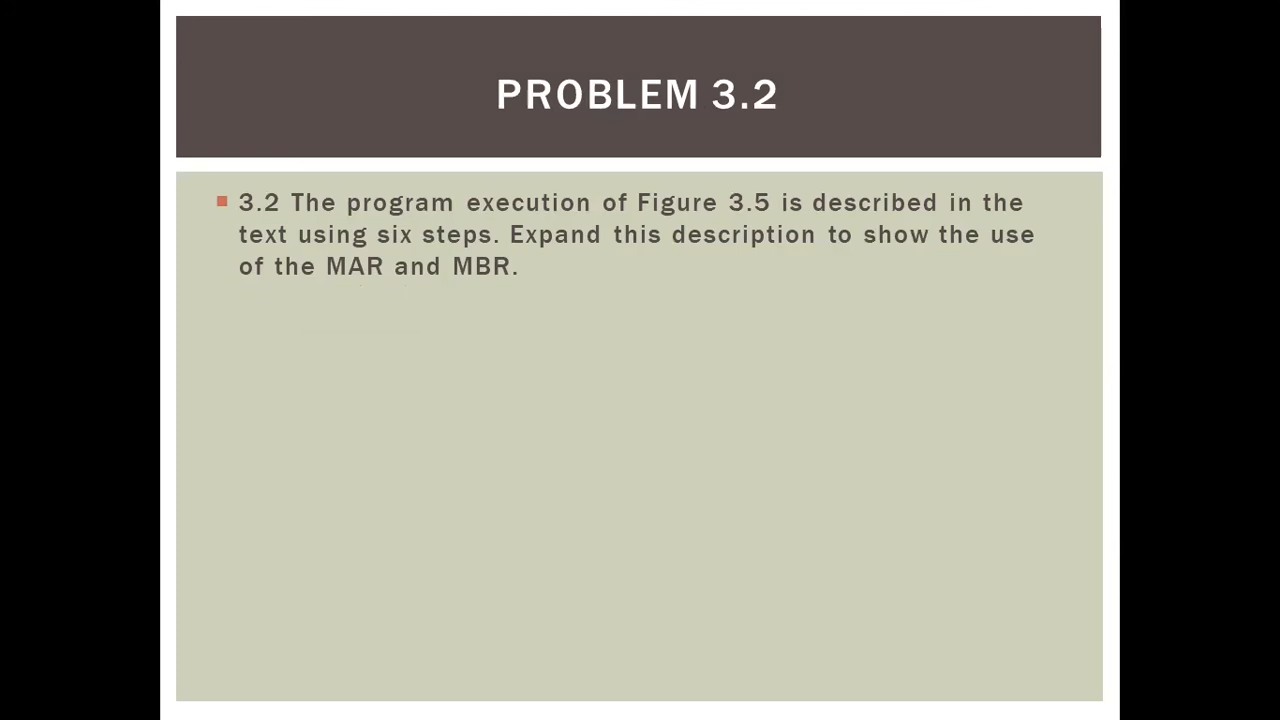 PROBLEM 3.2
3.2 The program execution of Figure 3.5 is described in the
text using six steps. Expand this description to show the use
of the MAR and MBR.